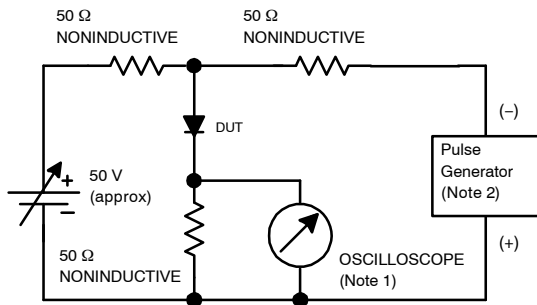 50 Ω
NONINDUCTIVE
50 Ω
NONINDUCTIVE
DUT
(−)
+
50 V
(approx)
−
Pulse
Generator
(Note 2)
50 Ω
NONINDUCTIVE
OSCILLOSCOPE
(Note 1)
(+)